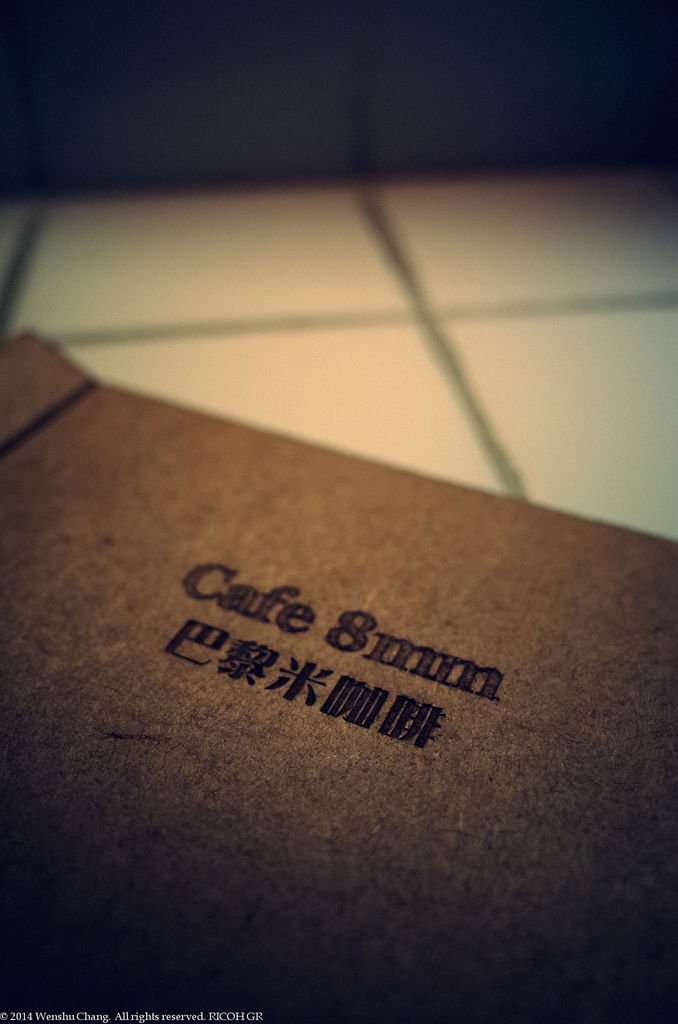 Cafe 8mm
巴黎米咖啡
© 2014 Wenshu Chang. All rights reserved. RICOH GR